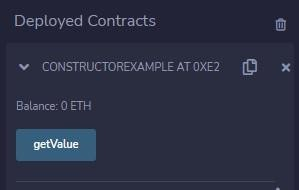 Deployed Contracts
CONSTRUCTOREXAMPLE AT 0XE2
Balance: 0 ETH
getValue